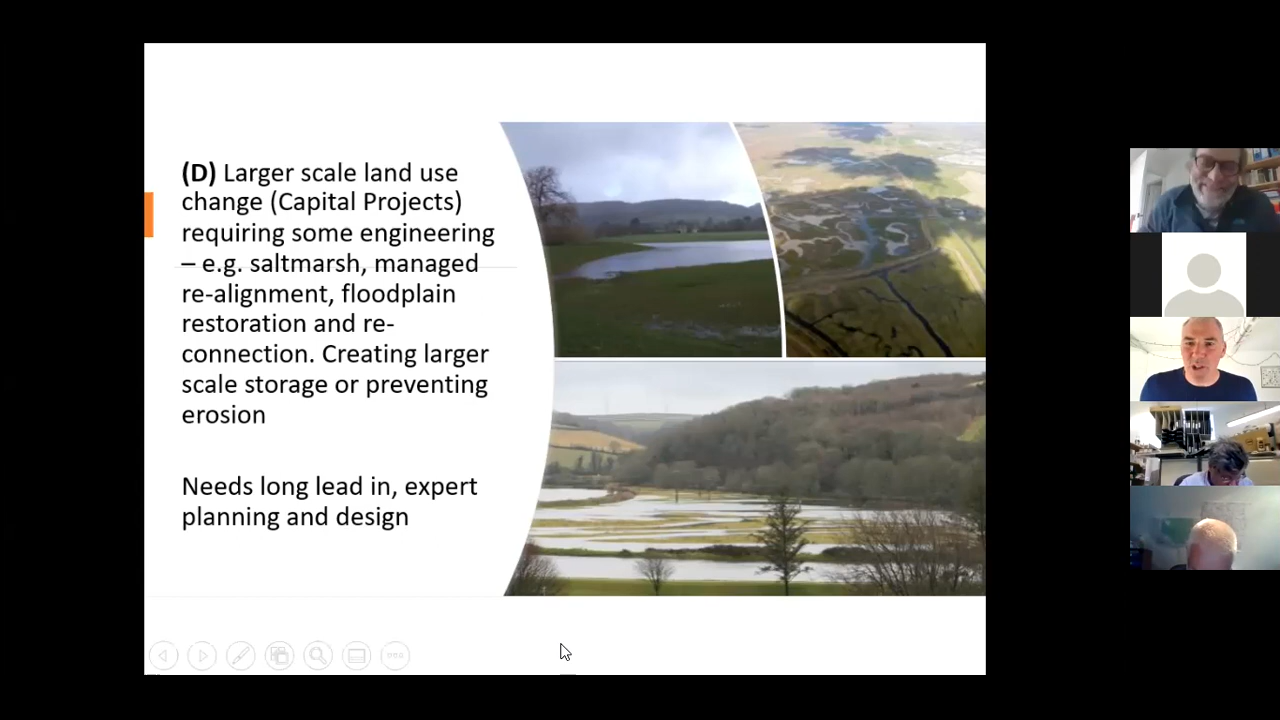 (D) Larger scale land use
change (Capital Projects)
requiring some engineering
– e.g. saltmarsh, managed
re-alignment, floodplain
restoration and re-
connection. Creating larger
scale storage or preventing
erosion
Needs long lead in, expert
planning and design